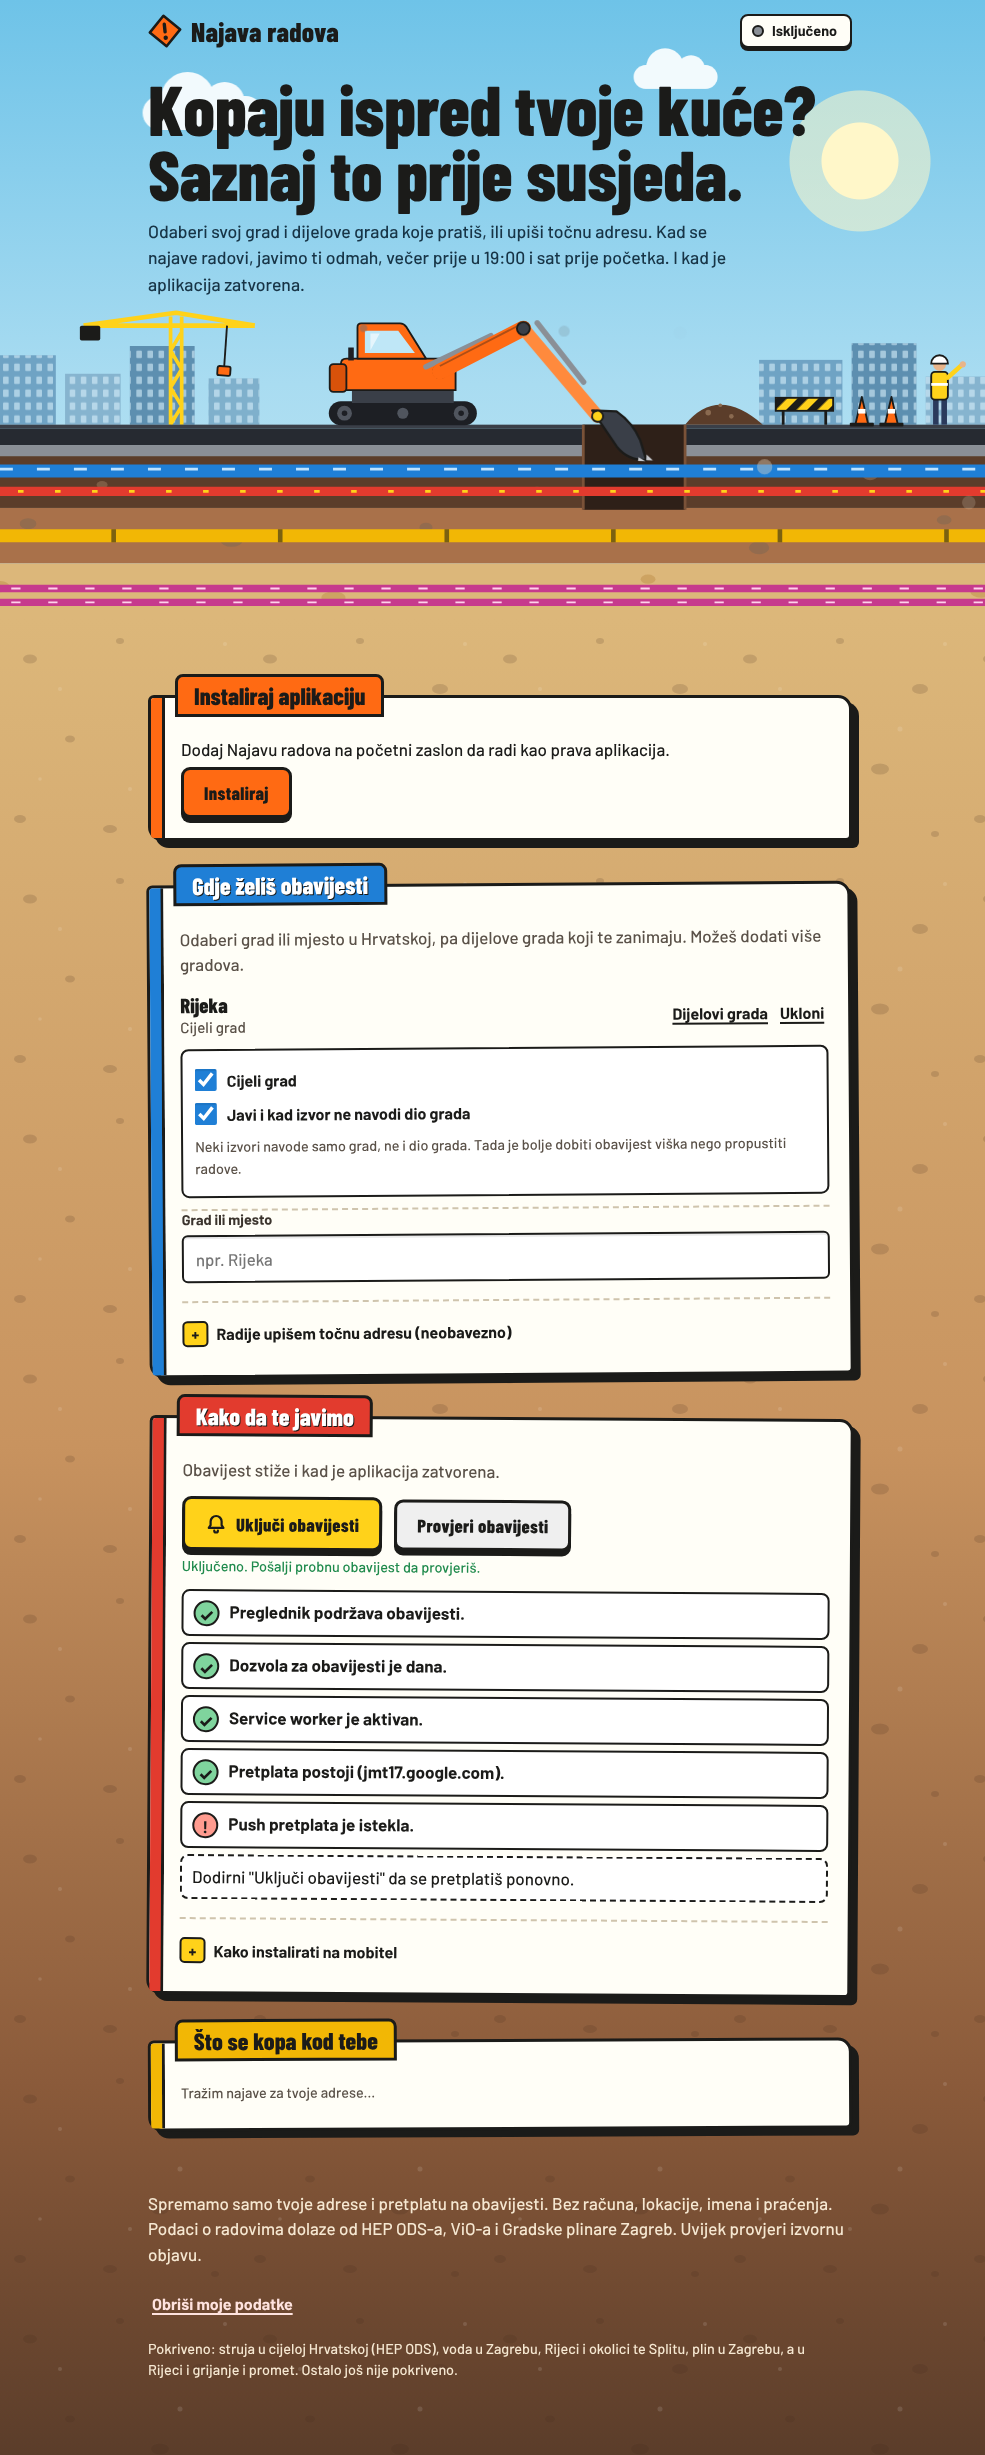 Najava radova
Isključeno
Kopaju ispred tvoje kuće?
Saznaj to prije susjeda.
Odaberi svoj grad i dijelove grada koje pratiš, ili upiši točnu adresu. Kad se
najave radovi, javimo ti odmah, večer prije u 19:00 i sat prije početka. I kad je
aplikacija zatvorena.
Instaliraj aplikaciju
Dodaj Najavu radova na početni zaslon da radi kao prava aplikacija.
Instaliraj
Gdje želiš obavijesti
Odaberi grad ili mjesto u Hrvatskoj, pa dijelove grada koji te zanimaju. Možeš dodati više
gradova.
Rijeka
Dijelovi grada Ukloni
Cijeli grad
Cijeli grad
Javi i kad izvor ne navodi dio grada
Neki izvori navode samo grad, ne i dio grada. Tada je bolje dobiti obavijest viška nego propustiti
radove.
Grad ili mjesto
npr. Rijeka
+ Radije upišem točnu adresu (neobavezno)
Kako da te javimo
Obavijest stiže i kad je aplikacija zatvorena.
Uključi obavijesti
Provjeri obavijesti
Uključeno. Pošalji probnu obavijest da provjeriš.
Preglednik podržava obavijesti.
Dozvola za obavijesti je dana.
Service worker je aktivan.
Pretplata postoji (jmt17.google.com).
! Push pretplata je istekla.
Dodirni "Uključi obavijesti" da se pretplatiš ponovno.
+ Kako instalirati na mobitel
Što se kopa kod tebe
Tražim najave za tvoje adrese...
Spremamo samo tvoje adrese i pretplatu na obavijesti. Bez računa, lokacije, imena i praćenja.
Podaci o radovima dolaze od HEP ODS-a, ViO-a i Gradske plinare Zagreb. Uvijek provjeri izvornu
objavu.
Obriši moje podatke
Pokriveno: struja u cijeloj Hrvatskoj (HEP ODS), voda u Zagrebu, Rijeci i okolici te Splitu, plin u Zagrebu, a u
Rijeci i grijanje i promet. Ostalo još nije pokriveno.